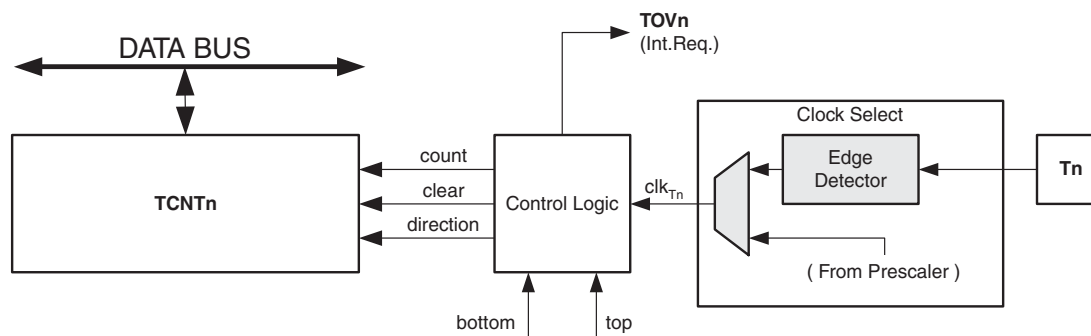 TOVn
(Int.Req.)
DATA BUS
Clock Select
count
Edge
Detector
Tn
TCNTn
clear
Control Logic
clkTn
direction
( From Prescaler )
bottom
top